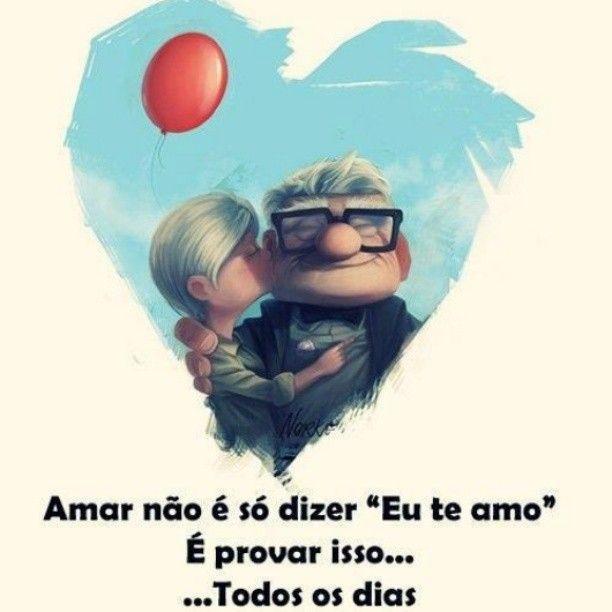 Amar não é só dizer “Eu te amo”
É provar isso...
...Todos os dias